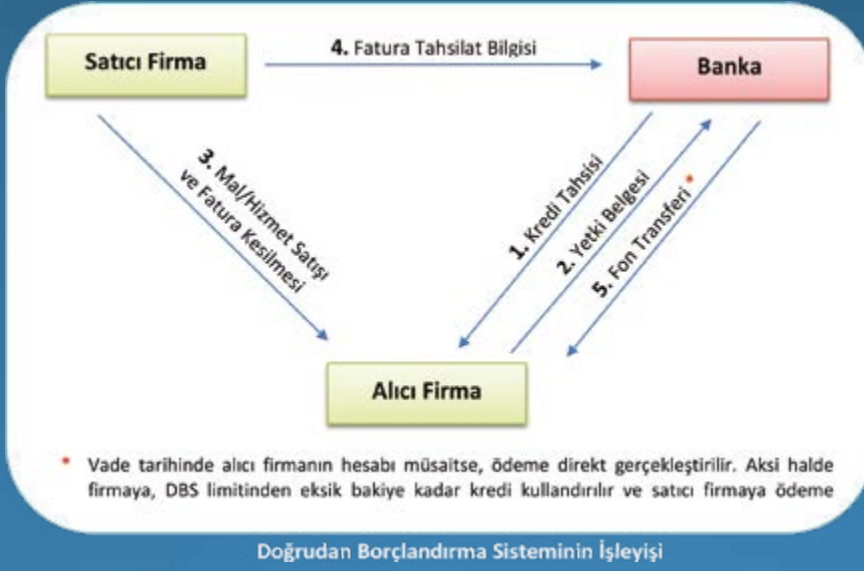 Satıcı Firma
4. Fatura Tahsilat Bilgisi
Banka
3. Mal/Hizmet Satışı
ve Fatura Kesilmesi
1. Kredi Tahsisi
2. Yetki Belgesi
5. Fon Transferi *
Alıcı Firma
* Vade tarihinde alıcı firmanın hesabı müsaitse, ödeme direkt gerçekleştirilir. Aksi halde
firmaya, DBS limitinden eksik bakiye kadar kredi kullandırılır ve satıcı firmaya ödeme
Doğrudan Borçlandırma Sisteminin İşleyişi